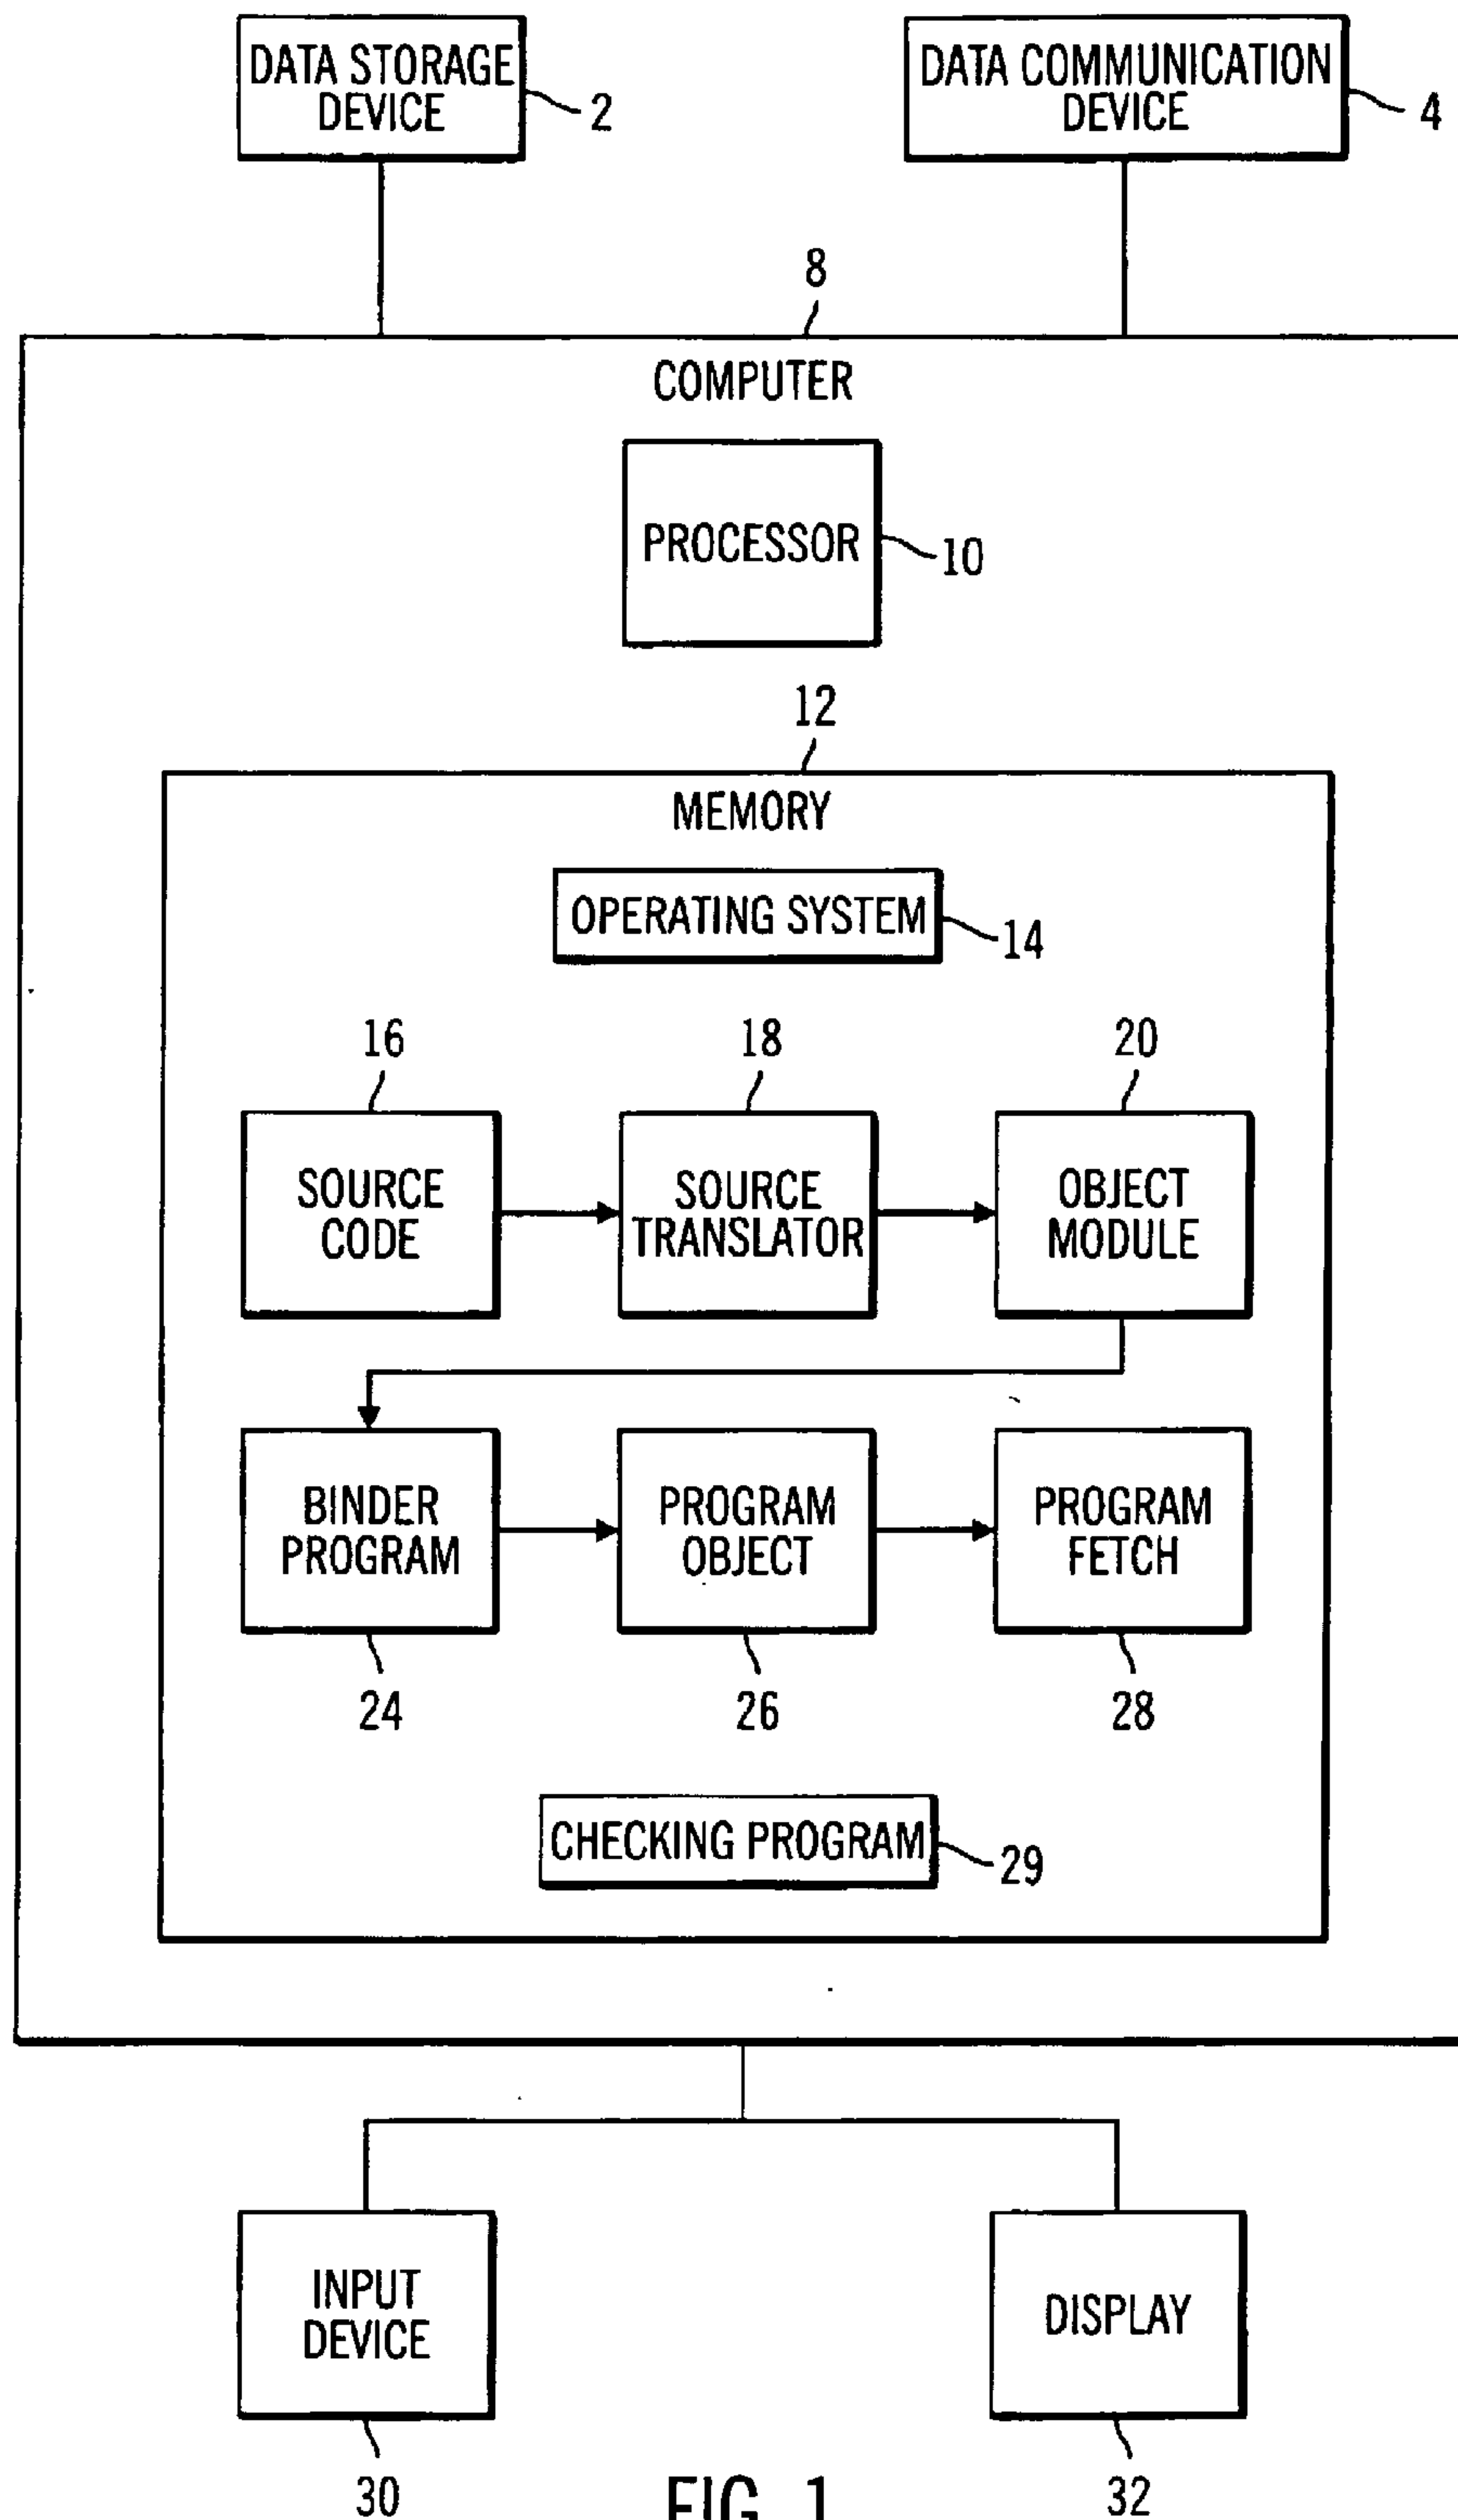 DATA STORAGE
DEVICE
2
DATA COMMUNICATION
DEVICE
4
8
COMPUTER
PROCESSOR
10
12
MEMORY
OPERATING SYSTEM
14
16
18
20
SOURCE
CODE
SOURCE
TRANSLATOR
OBJECT
MODULE
BINDER
PROGRAM
PROGRAM
OBJECT
PROGRAM
FETCH
24
26
28
CHECKING PROGRAM
29
INPUT
DEVICE
DISPLAY
30
32
FIG. 1